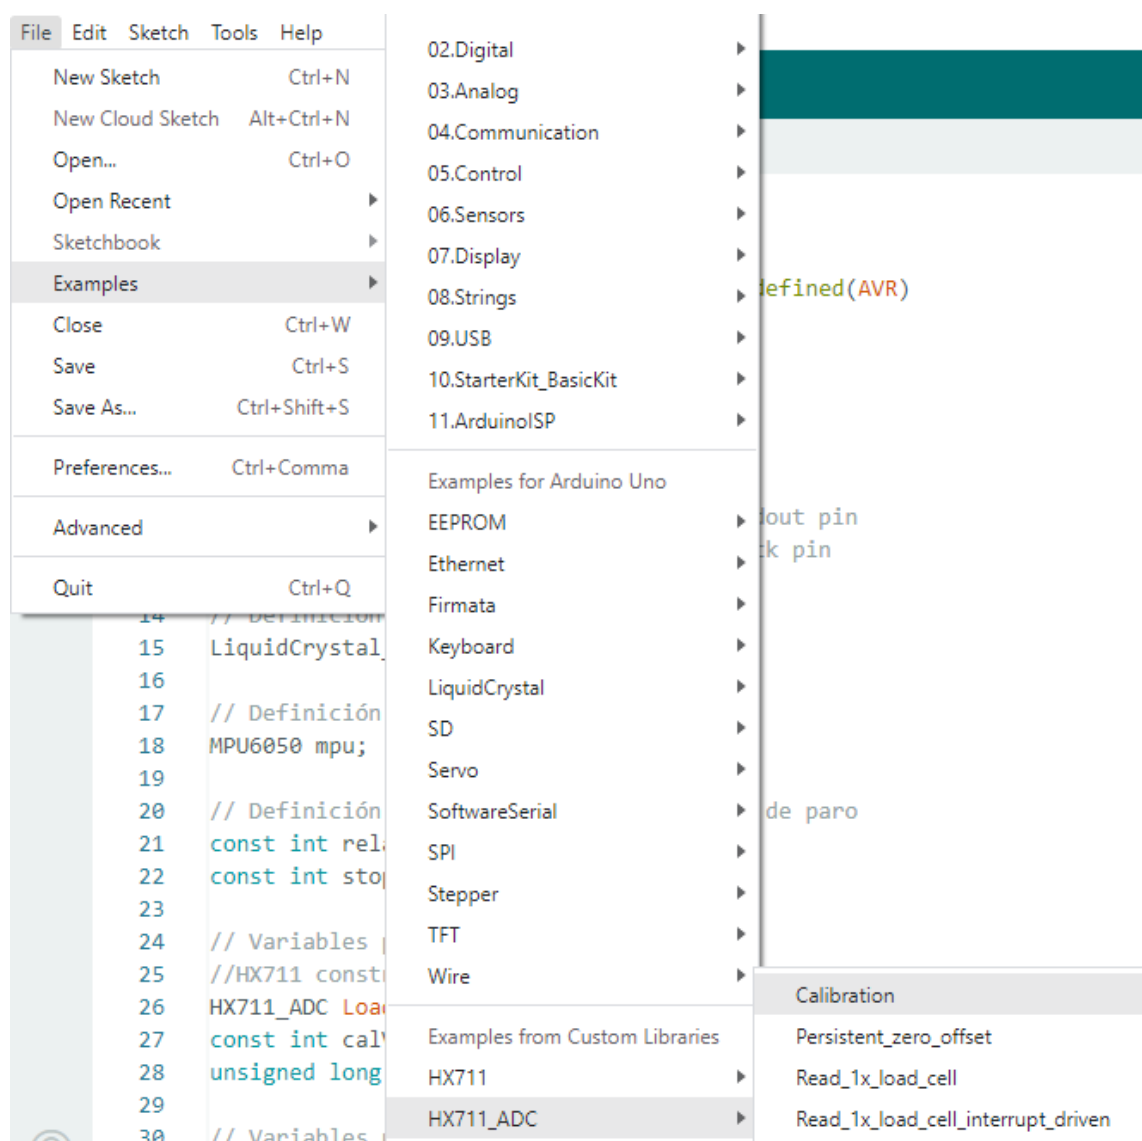 File Edit Sketch Tools Help
New Sketch Ctrl+N
New Cloud Sketch Alt+Ctrl+N
Open... Ctrl+O
Open Recent
Sketchbook
Examples
Close Ctrl+W
Save Ctrl+S
Save As... Ctrl+Shift+S
Preferences... Ctrl+Comma
Advanced
Quit Ctrl+Q
02.Digital
03.Analog
04.Communication
05.Control
06.Sensors
07.Display
08.Strings
09.USB
10.StarterKit_BasicKit
11.ArduinoISP
Examples for Arduino Uno
EEPROM
Ethernet
Firmata
Keyboard
LiquidCrystal
SD
Servo
SoftwareSerial
SPI
Stepper
TFT
Wire
Examples from Custom Libraries
HX711
HX711_ADC
Calibration
Persistent_zero_offset
Read_1x_load_cell
Read_1x_load_cell_interrupt_driven
defined(AVR)
dout pin
pin
14 // Definición
15 LiquidCrystal_
16
17 // Definición
18 MPU6050 mpu;
19
20 // Definición de paro
21 const int rel
22 const int sto
23
24 // Variables
25 //HX711 const
26 HX711_ADC Loa
27 const int cal
28 unsigned long
29
30 // Variables